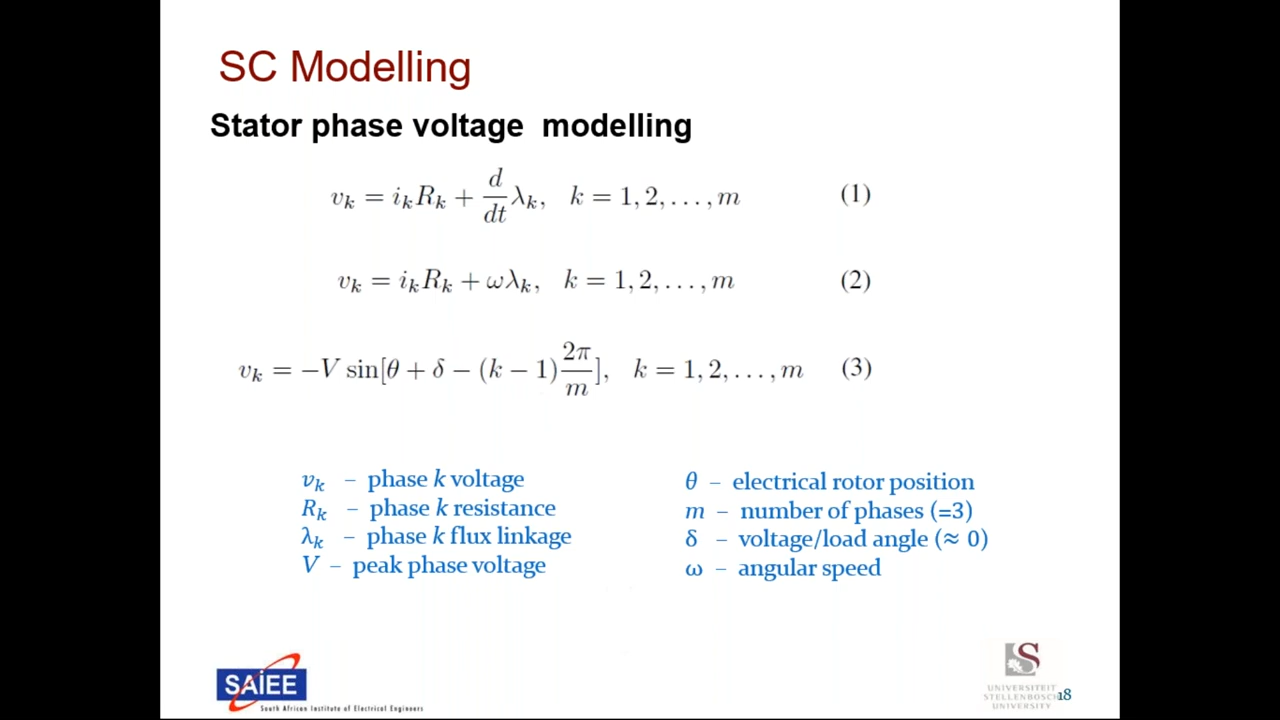 SC Modelling
Stator phase voltage modelling
v_k = i_k R_k + d/dt λ_k, k = 1, 2, . . . , m (1)
v_k = i_k R_k + ωλ_k, k = 1, 2, . . . , m (2)
v_k = −V sin[θ + δ − (k − 1) 2π/m], k = 1, 2, . . . , m (3)
v_k – phase k voltage
R_k – phase k resistance
λ_k – phase k flux linkage
V – peak phase voltage
θ – electrical rotor position
m – number of phases (=3)
δ – voltage/load angle (≈ 0)
ω – angular speed
SAIEE
South African Institute of Electrical Engineers
S
UNIVERSITEIT
STELLENBOSCH
UNIVERSITY
18